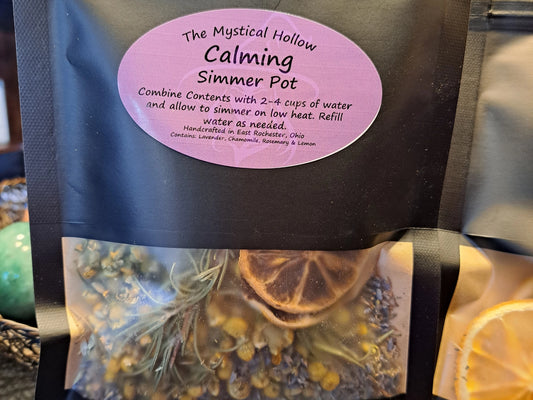 The Mystical Hollow
Calming
Simmer Pot
Combine Contents with 2-4 cups of water
and allow to simmer on low heat. Refill
water as needed.
Handcrafted in East Rochester, Ohio
Contains: Lavender, Chamomile, Rosemary & Lemon